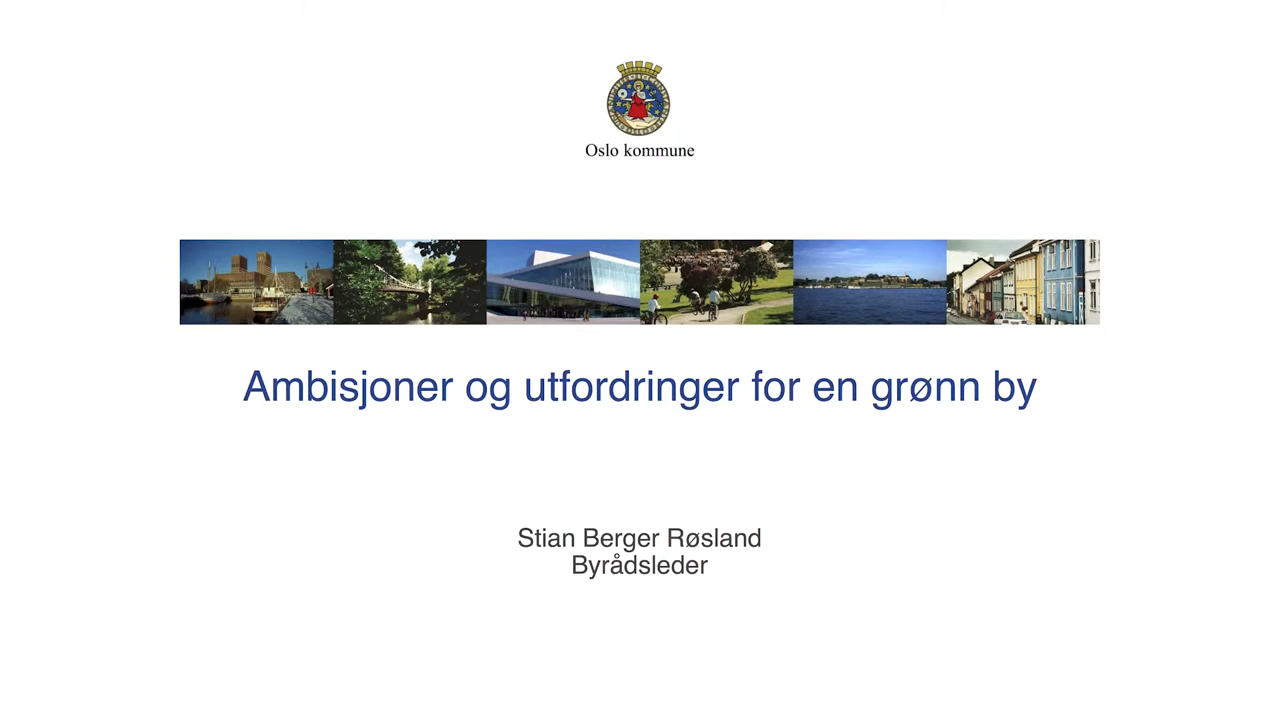 Oslo kommune
Ambisjoner og utfordringer for en grønn by
Stian Berger Røsland
Byrådsleder